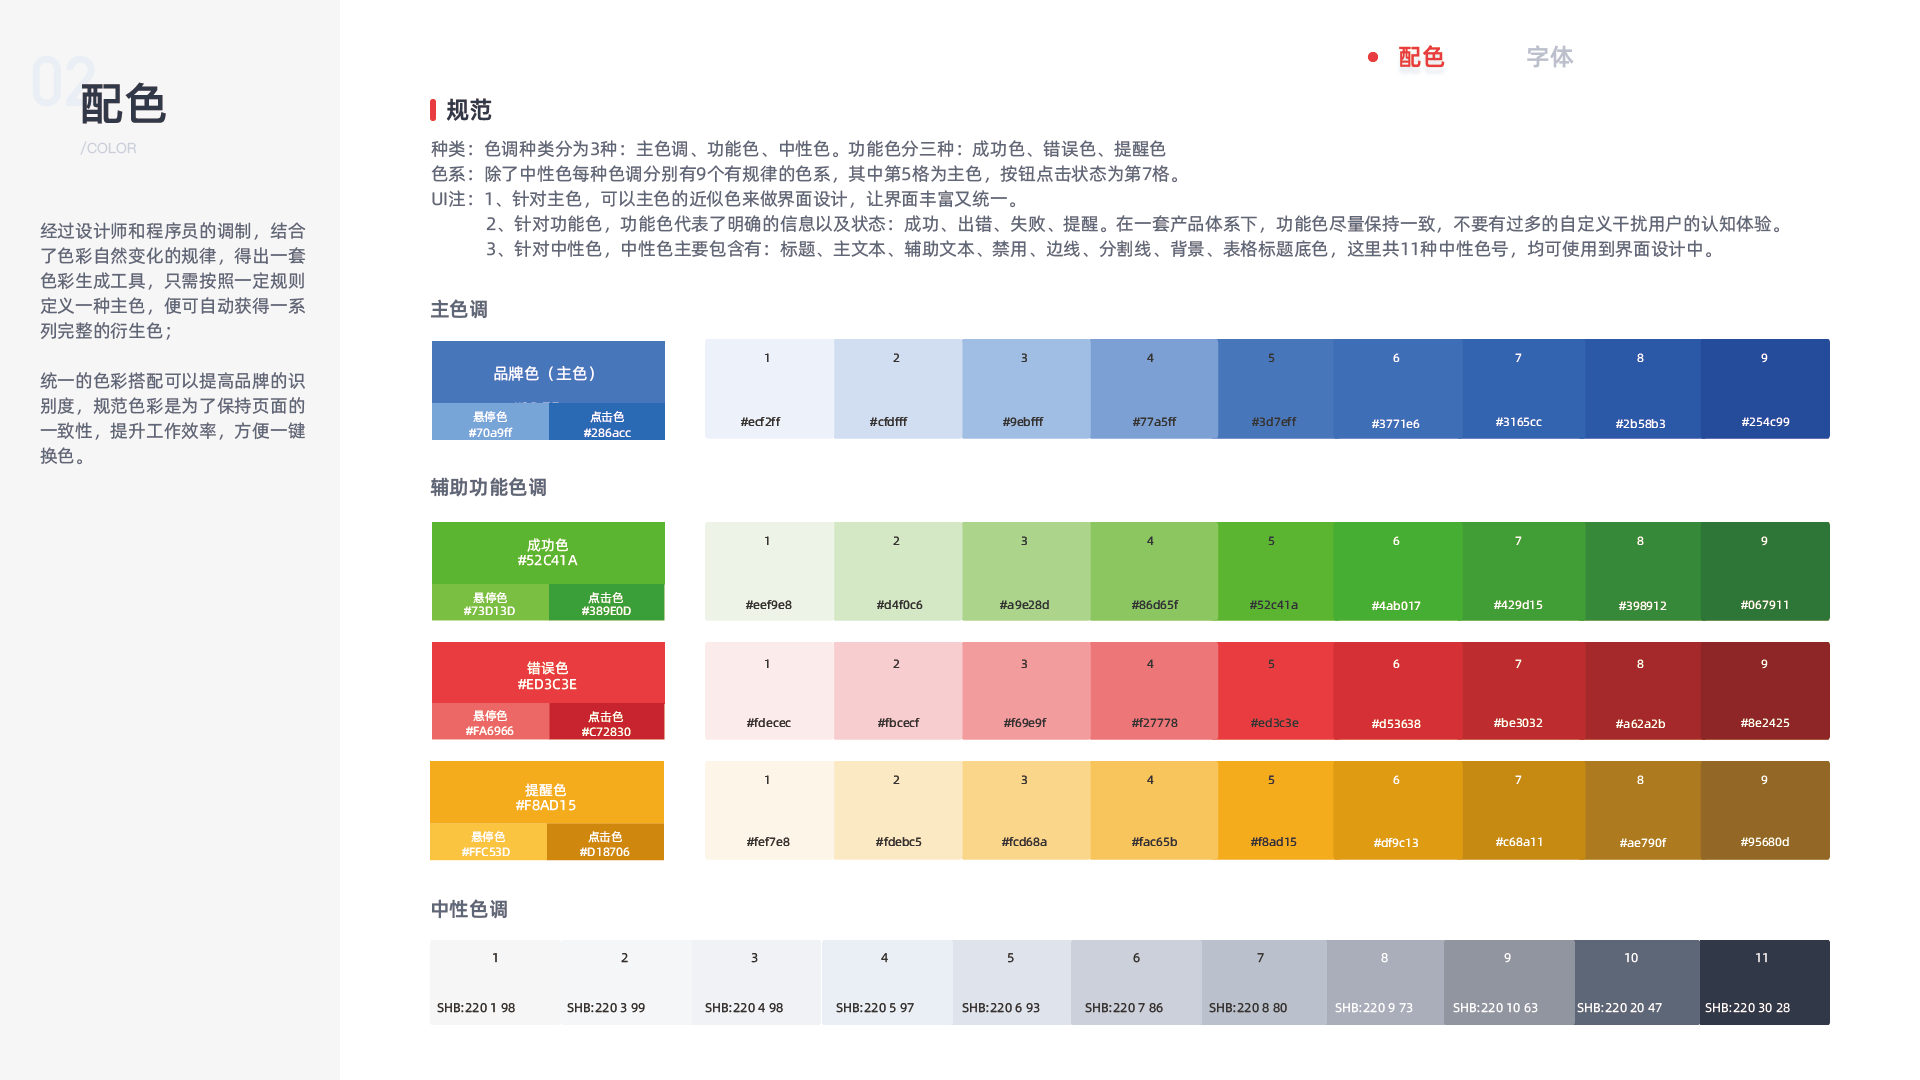 02
配色
/COLOR
经过设计师和程序员的调制，结合
了色彩自然变化的规律，得出一套
色彩生成工具，只需按照一定规则
定义一种主色，便可自动获得一系
列完整的衍生色；
统一的色彩搭配可以提高品牌的识
别度，规范色彩是为了保持页面的
一致性，提升工作效率，方便一键
换色。
配色 字体
规范
种类：色调种类分为3种：主色调、功能色、中性色。功能色分三种：成功色、错误色、提醒色
色系：除了中性色每种色调分别有9个有规律的色系，其中第5格为主色，按钮点击状态为第7格。
UI注：1、针对主色，可以主色的近似色来做界面设计，让界面丰富又统一。
2、针对功能色，功能色代表了明确的信息以及状态：成功、出错、失败、提醒。在一套产品体系下，功能色尽量保持一致，不要有过多的自定义干扰用户的认知体验。
3、针对中性色，中性色主要包含有：标题、主文本、辅助文本、禁用、边线、分割线、背景、表格标题底色，这里共11种中性色号，均可使用到界面设计中。
主色调
品牌色（主色）
悬停色 点击色
#70a9ff #286acc
1 2 3 4 5 6 7 8 9
#ecf2ff #cfdfff #9ebfff #77a5ff #3d7eff #3771e6 #3165cc #2b58b3 #254c99
辅助功能色调
成功色
#52C41A
悬停色 点击色
#73D13D #389E0D
1 2 3 4 5 6 7 8 9
#eef9e8 #d4f0c6 #a9e28d #86d65f #52c41a #4ab017 #429d15 #398912 #067911
错误色
#ED3C3E
悬停色 点击色
#FA6966 #C72830
1 2 3 4 5 6 7 8 9
#fdecec #fbcecf #f69e9f #f27778 #ed3c3e #d53638 #be3032 #a62a2b #8e2425
提醒色
#F8AD15
悬停色 点击色
#FFC53D #D18706
1 2 3 4 5 6 7 8 9
#fef7e8 #fdebc5 #fcd68a #fac65b #f8ad15 #df9c13 #c68a11 #ae790f #95680d
中性色调
1 2 3 4 5 6 7 8 9 10 11
SHB:220 1 98 SHB:220 3 99 SHB:220 4 98 SHB:220 5 97 SHB:220 6 93 SHB:220 7 86 SHB:220 8 80 SHB:220 9 73 SHB:220 10 63 SHB:220 20 47 SHB:220 30 28